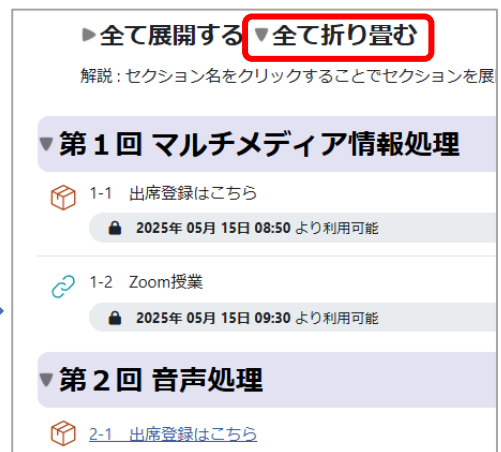 ▶全て展開する ▼全て折り畳む
解説 : セクション名をクリックすることでセクションを展
▼第１回 マルチメディア情報処理
1-1 出席登録はこちら
2025年 05月 15日 08:50 より利用可能
1-2 Zoom授業
2025年 05月 15日 09:30 より利用可能
▼第２回 音声処理
2-1 出席登録はこちら